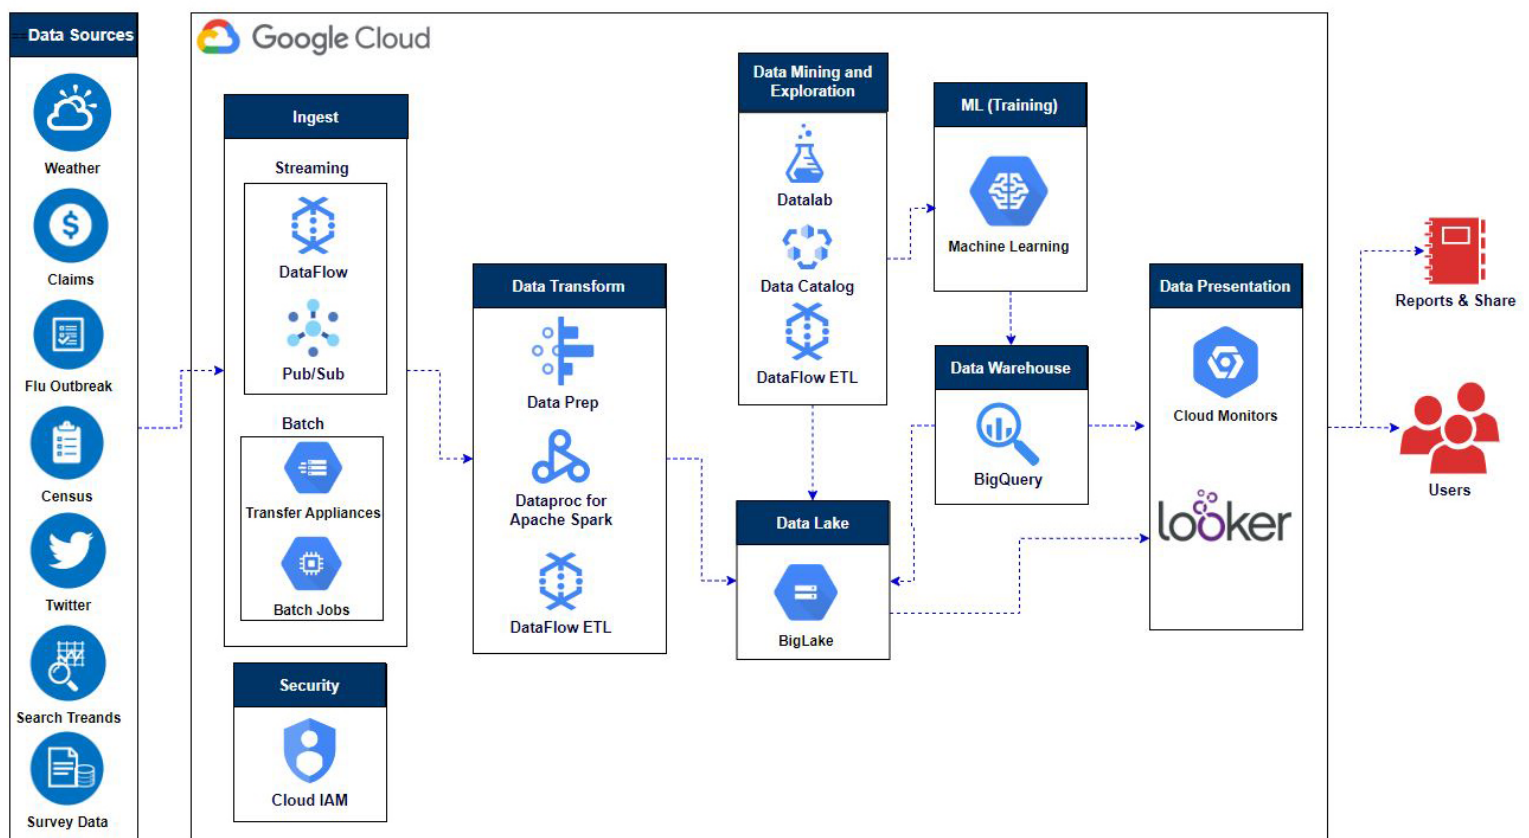 ==Data Sources
Weather
Claims
Flu Outbreak
Census
Twitter
Search Treands
Survey Data
Google Cloud
Ingest
Streaming
DataFlow
Pub/Sub
Batch
Transfer Appliances
Batch Jobs
Security
Cloud IAM
Data Transform
Data Prep
Dataproc for
Apache Spark
DataFlow ETL
Data Mining and
Exploration
Datalab
Data Catalog
DataFlow ETL
Data Lake
BigLake
ML (Training)
Machine Learning
Data Warehouse
BigQuery
Data Presentation
Cloud Monitors
looker
Reports & Share
Users